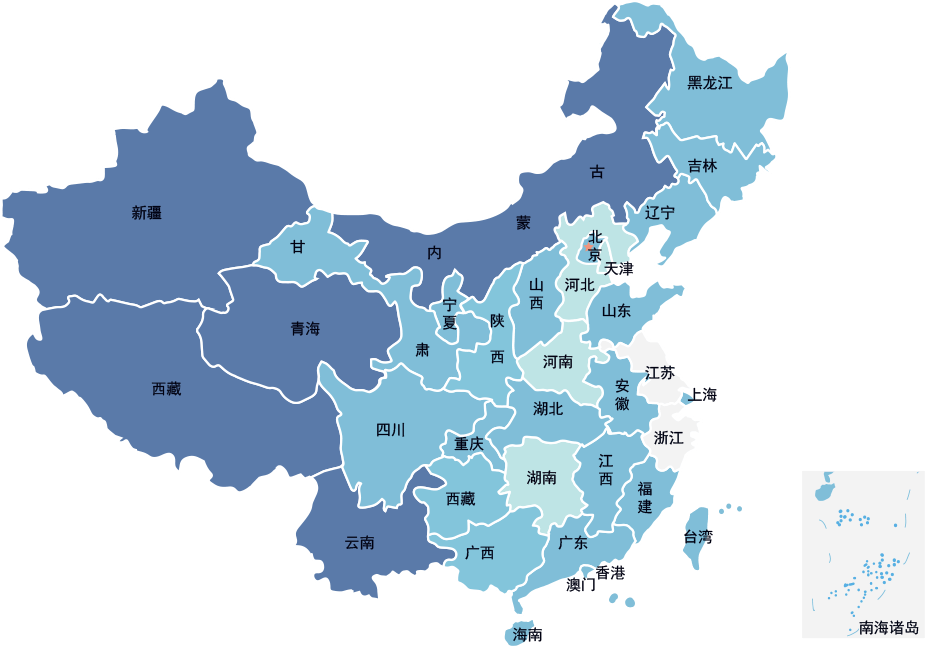 黑龙江
吉林
古
辽宁
新疆
蒙
北
京
甘
内
天津
山
西
河北
宁
夏
山东
陕
西
青海
肃
河南
江苏
西藏
安
徽
上海
湖北
四川
重庆
浙江
江
西
湖南
福
建
西藏
台湾
云南
广西
广东
香港
澳门
海南
南海诸岛